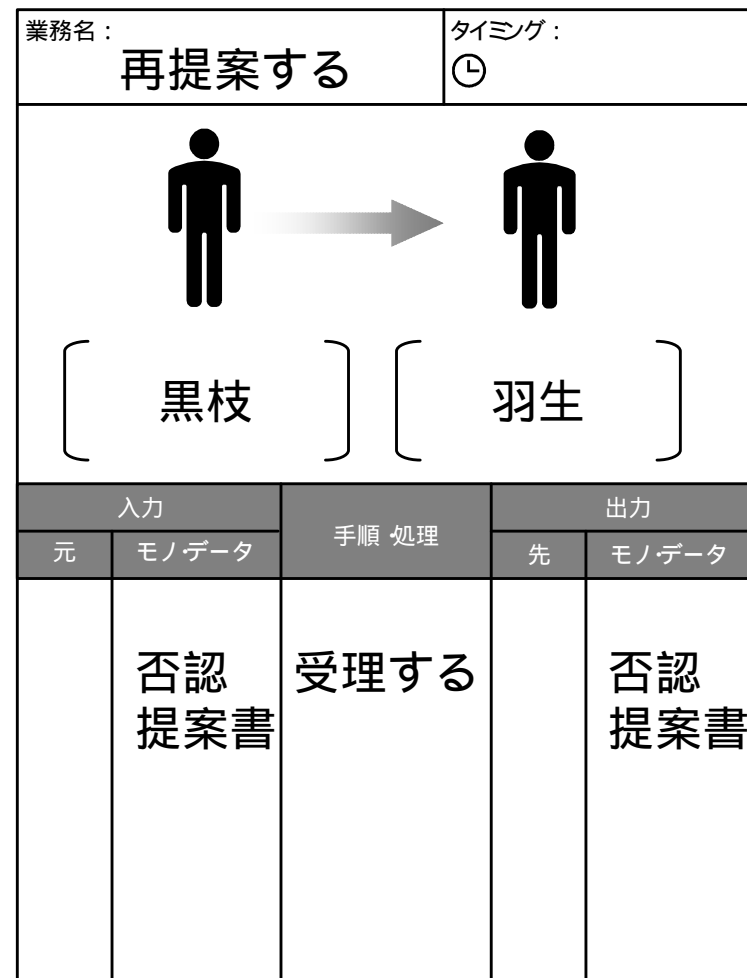 業務名：
タイミング：
再提案する
黒枝
羽生
入力
手順・処理
出力
元
モノ・データ
先
モノ・データ
否認
提案書
受理する
否認
提案書